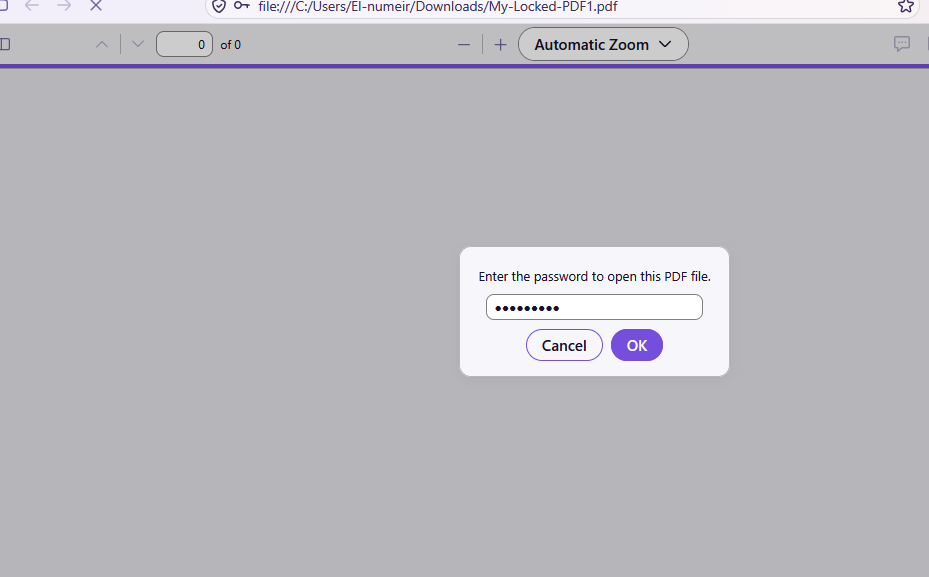 file:///C:/Users/El-numeir/Downloads/My-Locked-PDF1.pdf
0 of 0
Automatic Zoom
Enter the password to open this PDF file.
•••••••••
Cancel
OK